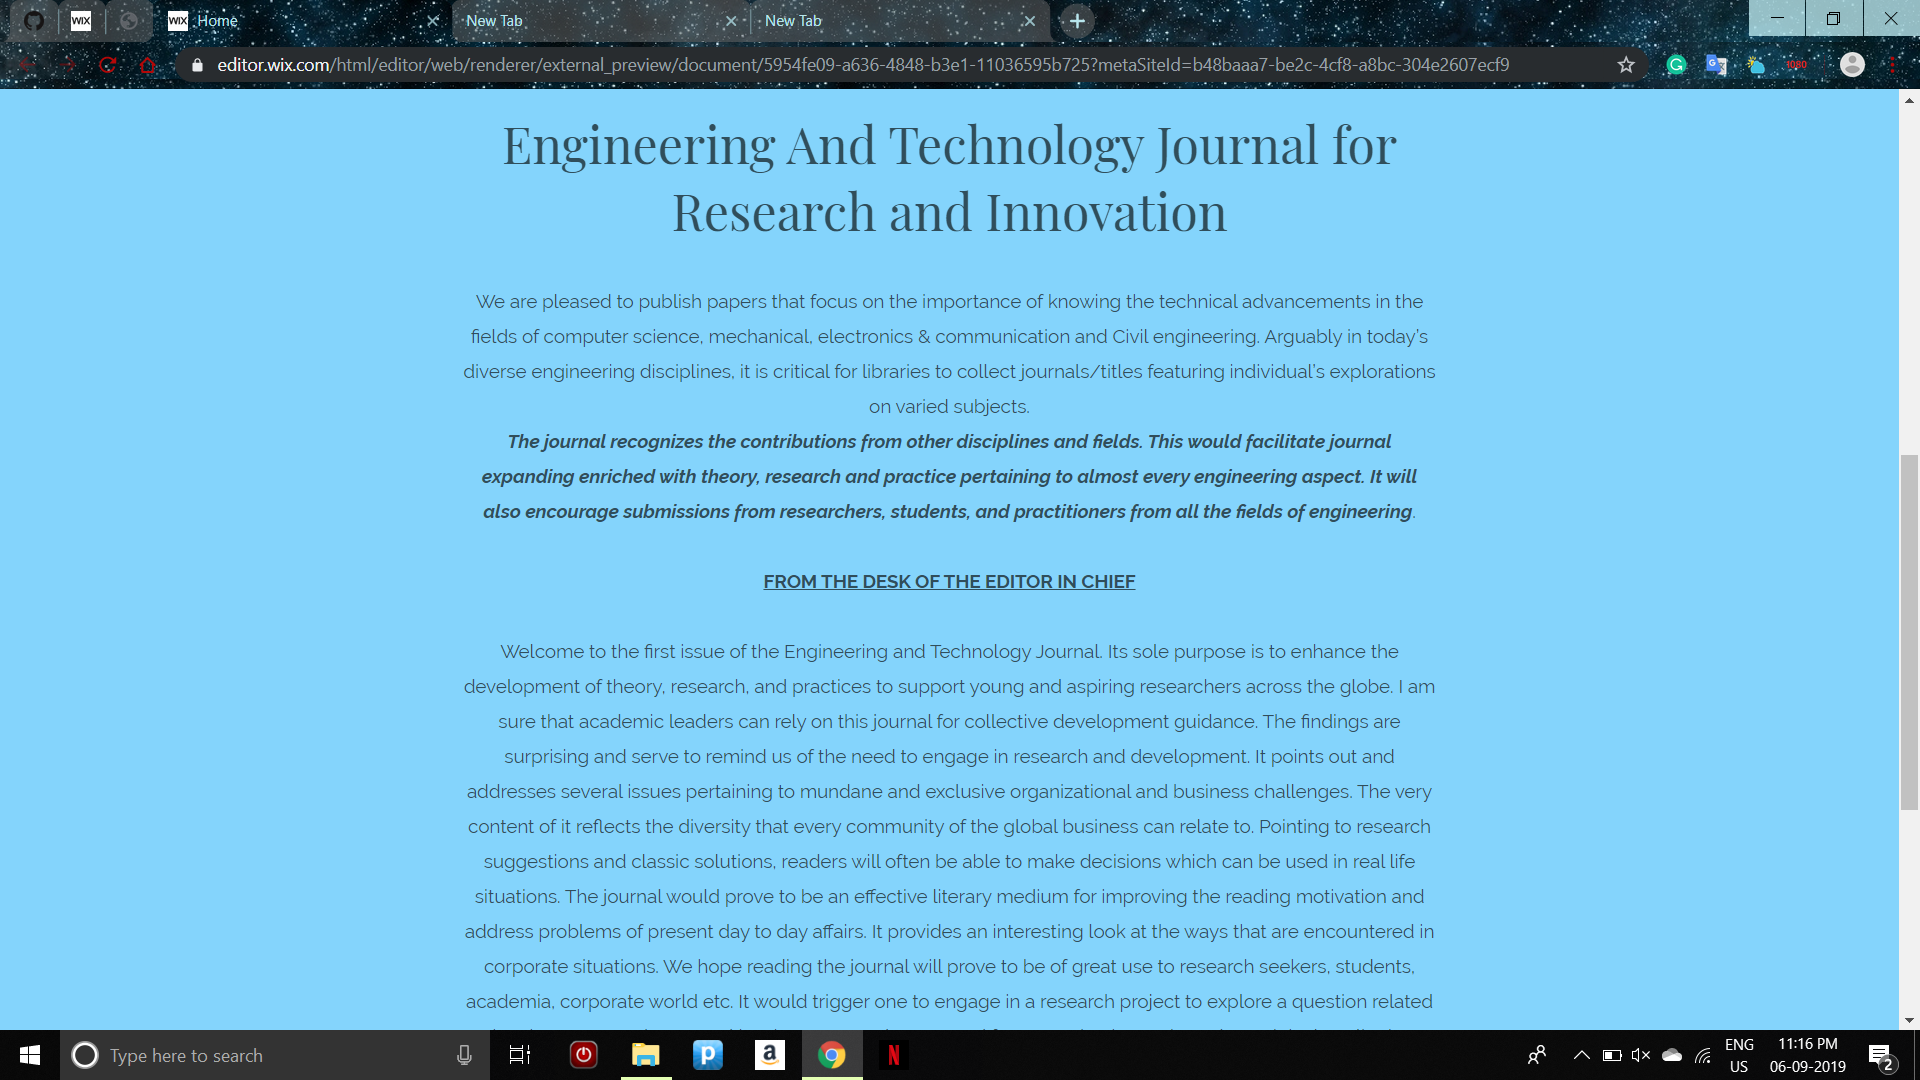 WIX
WIX Home
New Tab
New Tab
editor.wix.com/html/editor/web/renderer/external_preview/document/5954fe09-a636-4848-b3e1-11036595b725?metaSiteId=b48baaa7-be2c-4cf8-a8bc-304e2607ecf9
Engineering And Technology Journal for
Research and Innovation
We are pleased to publish papers that focus on the importance of knowing the technical advancements in the
fields of computer science, mechanical, electronics & communication and Civil engineering. Arguably in today's
diverse engineering disciplines, it is critical for libraries to collect journals/titles featuring individual's explorations
on varied subjects.
The journal recognizes the contributions from other disciplines and fields. This would facilitate journal
expanding enriched with theory, research and practice pertaining to almost every engineering aspect. It will
also encourage submissions from researchers, students, and practitioners from all the fields of engineering.
FROM THE DESK OF THE EDITOR IN CHIEF
Welcome to the first issue of the Engineering and Technology Journal. Its sole purpose is to enhance the
development of theory, research, and practices to support young and aspiring researchers across the globe. I am
sure that academic leaders can rely on this journal for collective development guidance. The findings are
surprising and serve to remind us of the need to engage in research and development. It points out and
addresses several issues pertaining to mundane and exclusive organizational and business challenges. The very
content of it reflects the diversity that every community of the global business can relate to. Pointing to research
suggestions and classic solutions, readers will often be able to make decisions which can be used in real life
situations. The journal would prove to be an effective literary medium for improving the reading motivation and
address problems of present day to day affairs. It provides an interesting look at the ways that are encountered in
corporate situations. We hope reading the journal will prove to be of great use to research seekers, students,
academia, corporate world etc. It would trigger one to engage in a research project to explore a question related
Type here to search
ENG
US
11:16 PM
06-09-2019
2